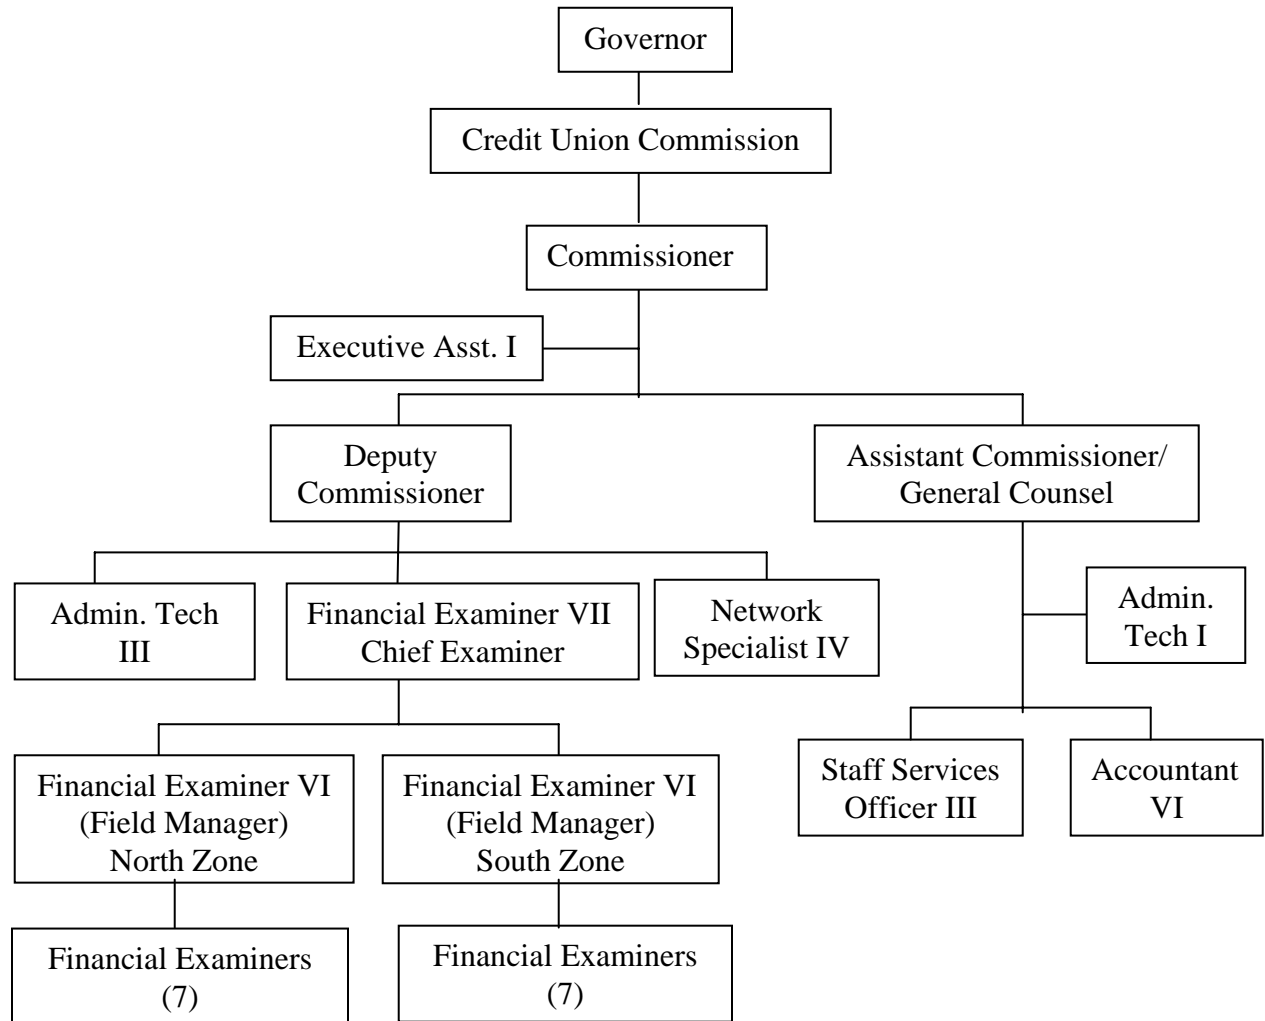 Governor
Credit Union Commission
Commissioner
Executive Asst. I
Deputy
Commissioner
Assistant Commissioner/
General Counsel
Admin. Tech
III
Financial Examiner VII
Chief Examiner
Network
Specialist IV
Admin.
Tech I
Staff Services
Officer III
Accountant
VI
Financial Examiner VI
(Field Manager)
North Zone
Financial Examiner VI
(Field Manager)
South Zone
Financial Examiners
(7)
Financial Examiners
(7)